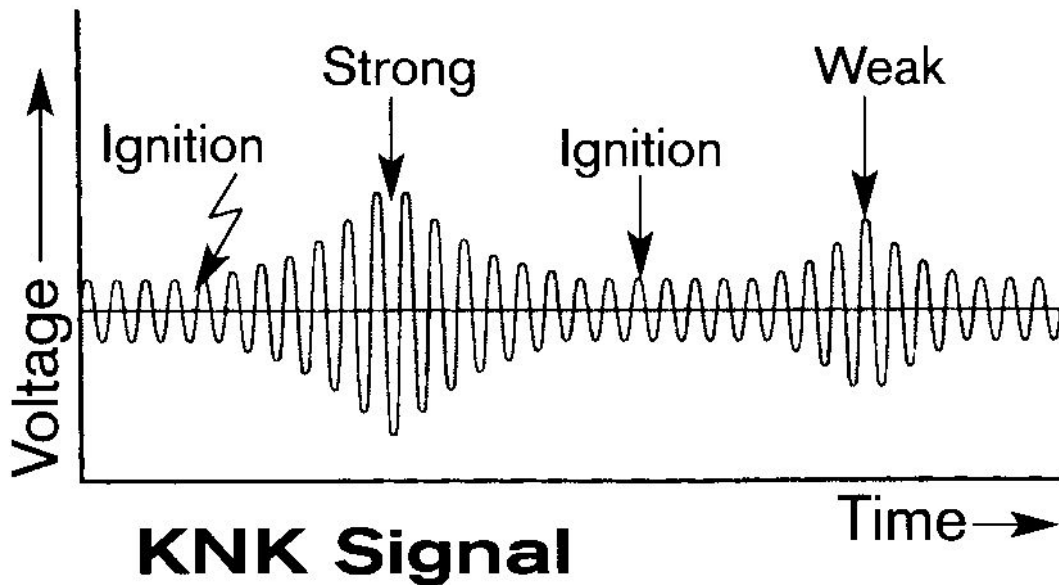 Strong
Weak
Ignition
Ignition
Voltage
Time
KNK Signal